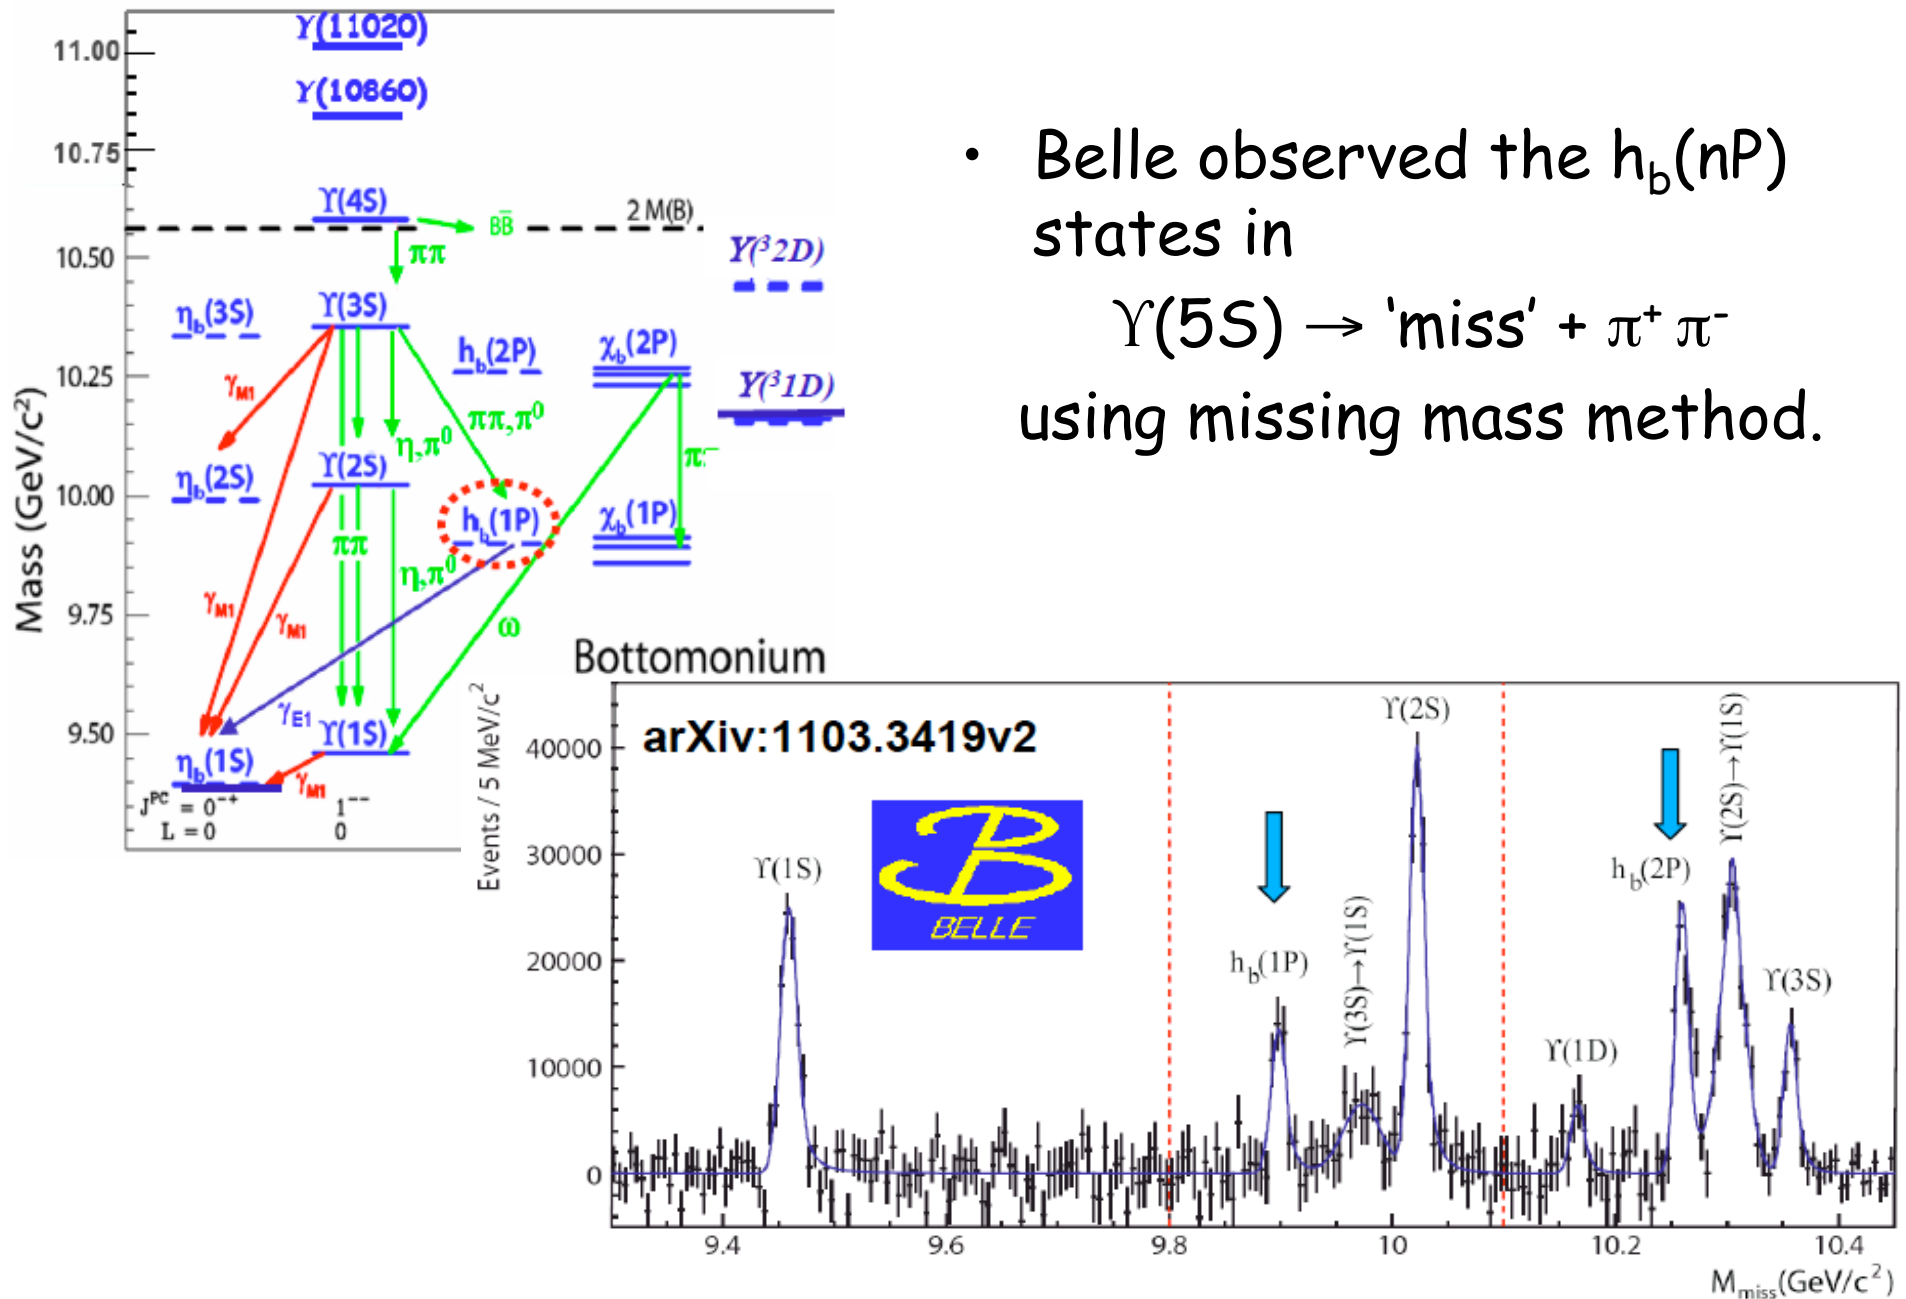 Υ(11020)
11.00
Υ(10860)
10.75
Υ(4S)
2 M(B)
BB̄
ππ
10.50
Υ(³2D)
η_b(3S)
Υ(3S)
h_b(2P)
χ_b(2P)
10.25
Υ(³1D)
γ_M1
ππ,π⁰
η,π⁰
η_b(2S)
Υ(2S)
10.00
h_b(1P)
χ_b(1P)
ππ
η,π⁰
γ_M1
γ_M1
ω
9.75
9.50
γ_E1
Υ(1S)
η_b(1S)
γ_M1
J^PC = 0⁻⁺ 1⁻⁻
L = 0 0
Mass (GeV/c²)
Bottomonium
• Belle observed the h_b(nP)
states in
ϒ(5S) → ‘miss’ + π⁺ π⁻
using missing mass method.
Events / 5 MeV/c²
arXiv:1103.3419v2
BELLE
40000
30000
20000
10000
0
Υ(1S)
h_b(1P)
Υ(3S)→Υ(1S)
Υ(2S)
Υ(1D)
h_b(2P)
Υ(2S)→Υ(1S)
Υ(3S)
9.4 9.6 9.8 10 10.2 10.4
M_miss(GeV/c²)